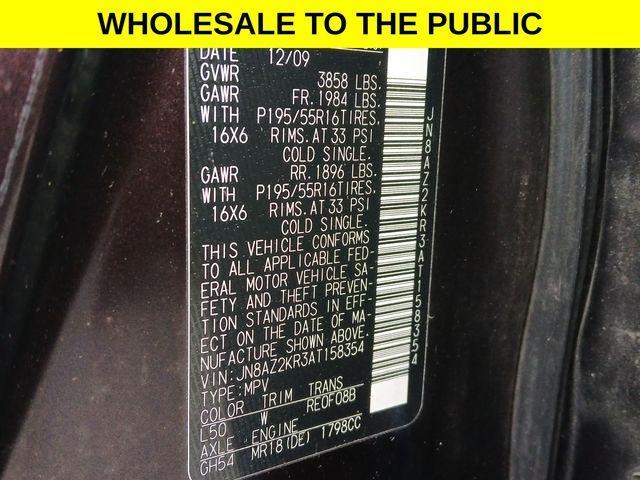 WHOLESALE TO THE PUBLIC
DATE 12/09
GVWR 3858 LBS.
GAWR FR. 1984 LBS.
WITH P195/55R16TIRES.
16X6 RIMS. AT 33 PSI
COLD SINGLE.
GAWR RR. 1896 LBS.
WITH P195/55R16TIRES.
16X6 RIMS. AT 33 PSI
COLD SINGLE.
THIS VEHICLE CONFORMS
TO ALL APPLICABLE FED-
ERAL MOTOR VEHICLE SA-
FETY AND THEFT PREVEN-
TION STANDARDS IN EFF-
ECT ON THE DATE OF MA-
NUFACTURE SHOWN ABOVE.
VIN: JN8AZ2KR3AT158354
TYPE: MPV
COLOR TRIM TRANS
L50 W RE0F08B
AXLE ENGINE
GH54 MR18(DE) 1798CC
JN8AZ2KR3AT158354